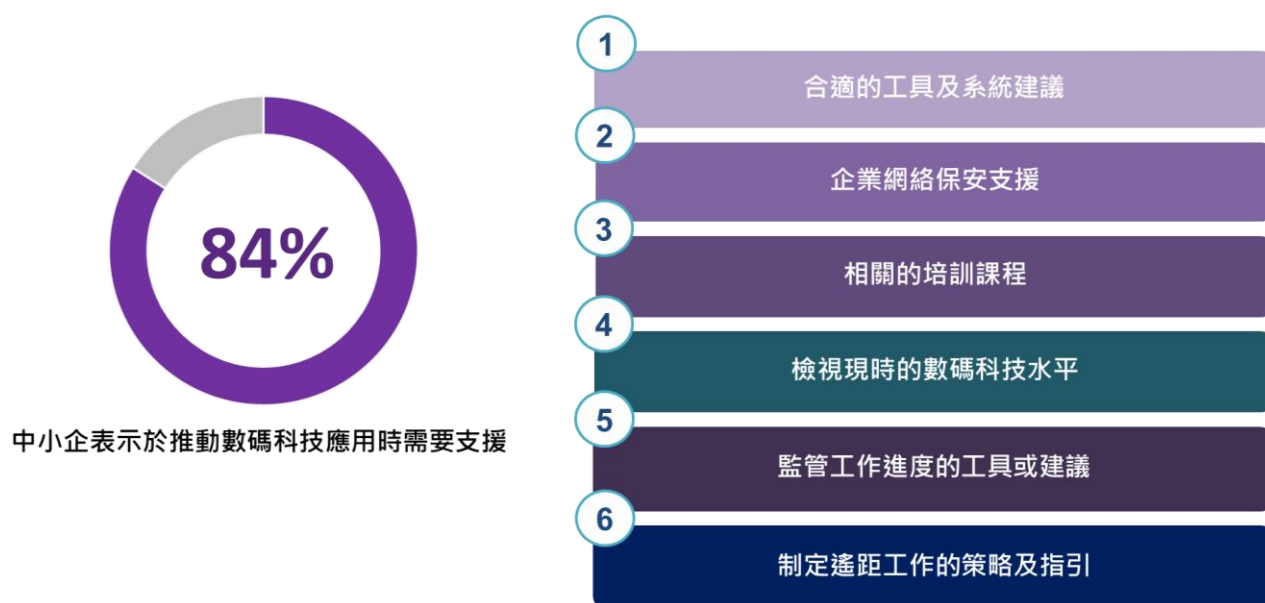 84%
中小企表示於推動數碼科技應用時需要支援
1
合適的工具及系統建議
2
企業網絡保安支援
3
相關的培訓課程
4
檢視現時的數碼科技水平
5
監管工作進度的工具或建議
6
制定遙距工作的策略及指引